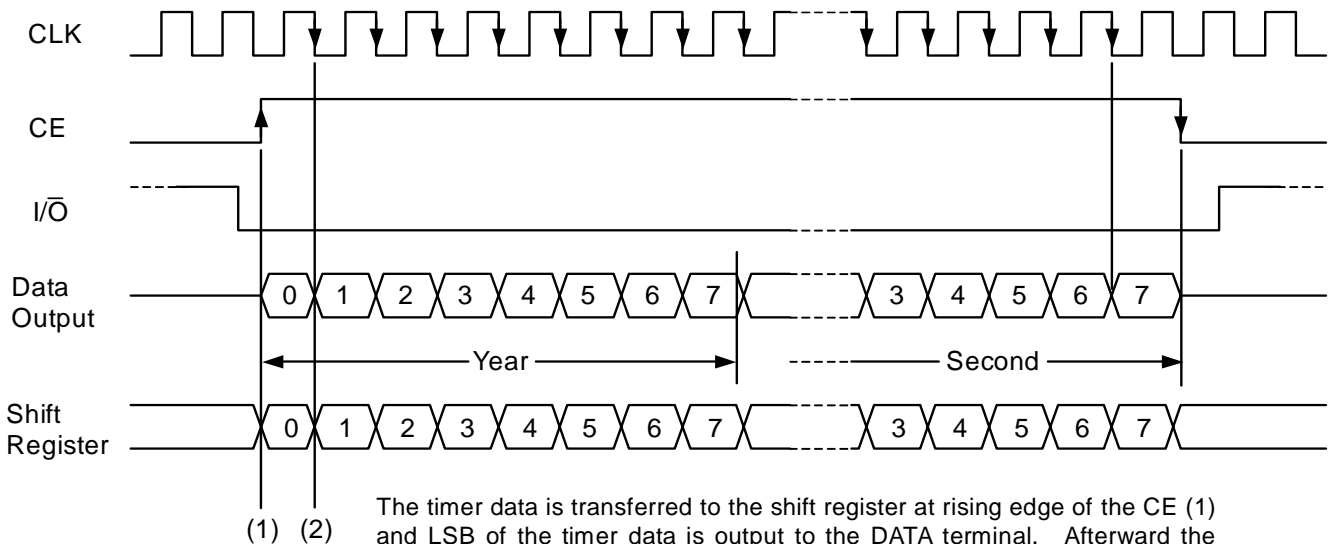 CLK
CE
I/O̅
Data
Output
0 1 2 3 4 5 6 7 3 4 5 6 7
Year Second
Shift
Register
0 1 2 3 4 5 6 7 3 4 5 6 7
(1) (2)
The timer data is transferred to the shift register at rising edge of the CE (1)
and LSB of the timer data is output to the DATA terminal. Afterward the